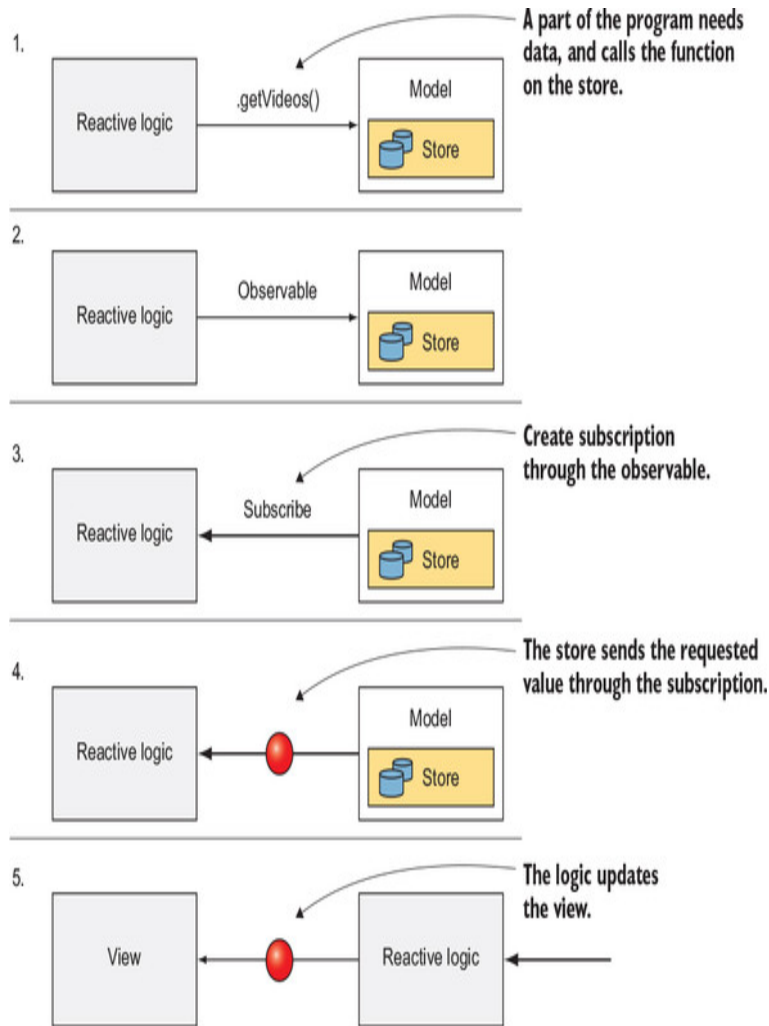 1.
A part of the program needs
data, and calls the function
on the store.
Reactive logic
.getVideos()
Model
Store
2.
Reactive logic
Observable
Model
Store
3.
Create subscription
through the observable.
Reactive logic
Subscribe
Model
Store
4.
The store sends the requested
value through the subscription.
Reactive logic
Model
Store
5.
The logic updates
the view.
View
Reactive logic